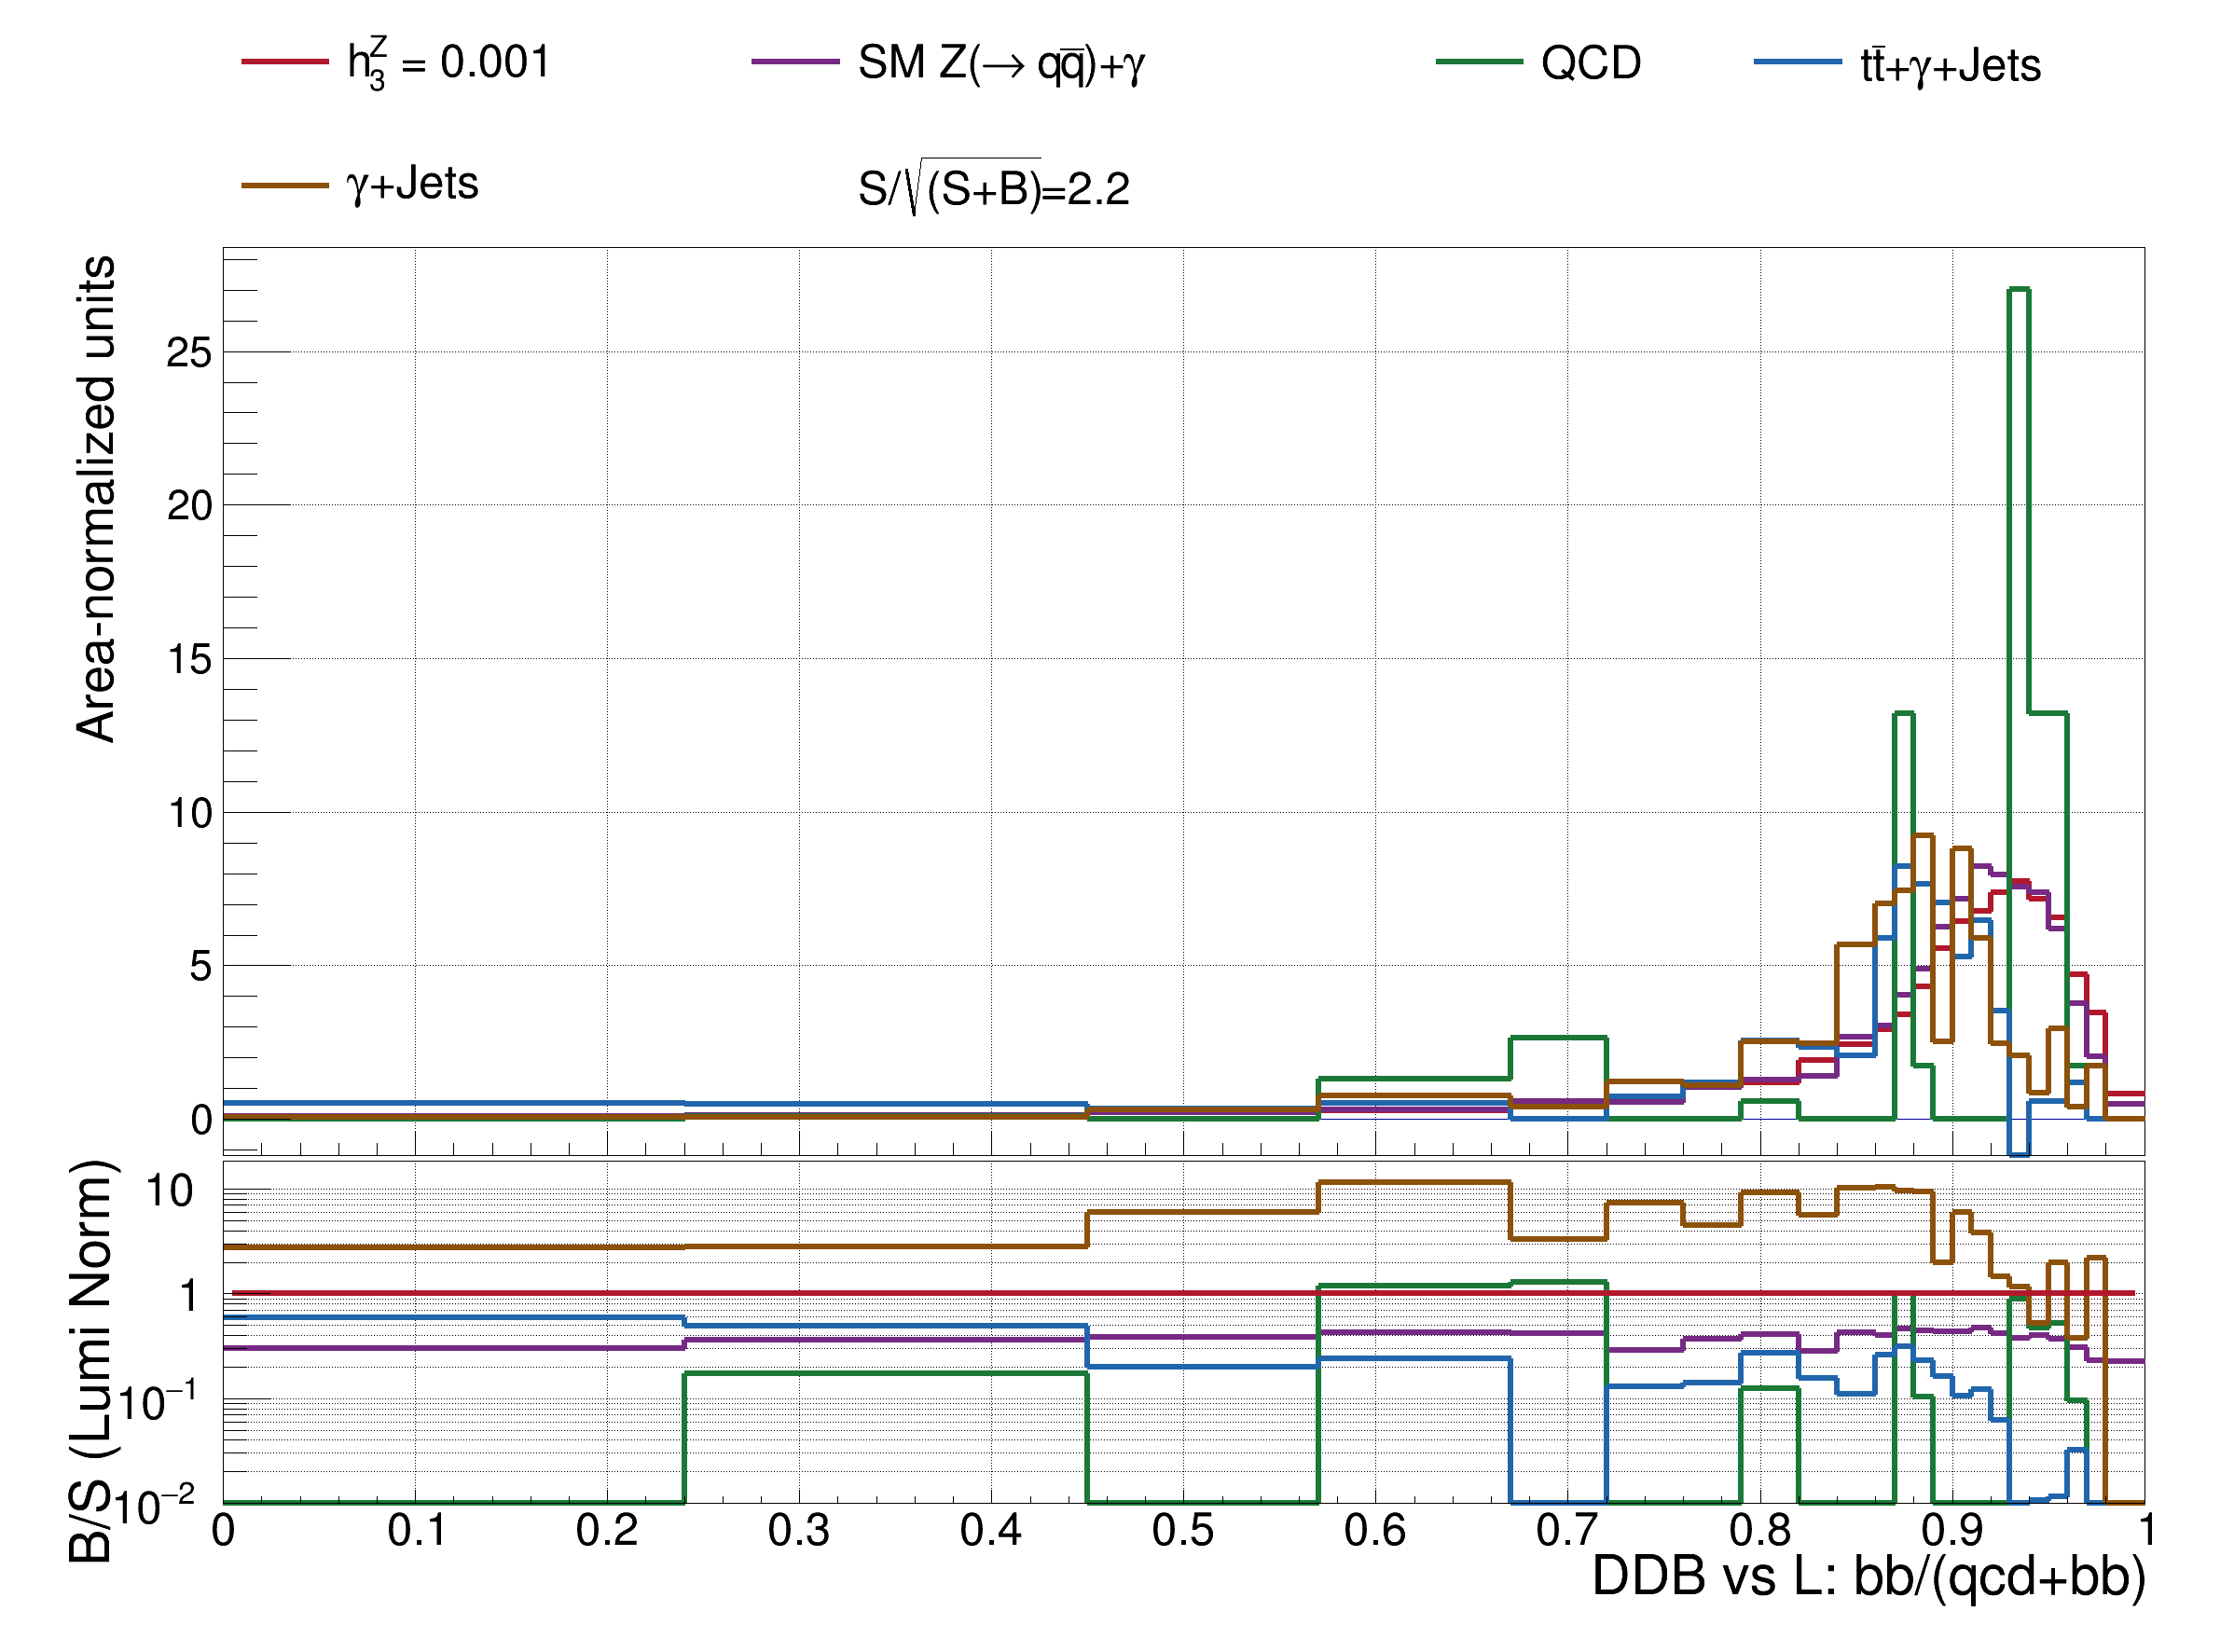 h₃ᶻ = 0.001 SM Z(→ qq̅)+γ QCD tt̅+γ+Jets
γ+Jets S/√(S+B)=2.2
Area-normalized units
25
20
15
10
5
0
B/S (Lumi Norm)
10
1
10⁻¹
10⁻²
0 0.1 0.2 0.3 0.4 0.5 0.6 0.7 0.8 0.9 1
DDB vs L: bb/(qcd+bb)